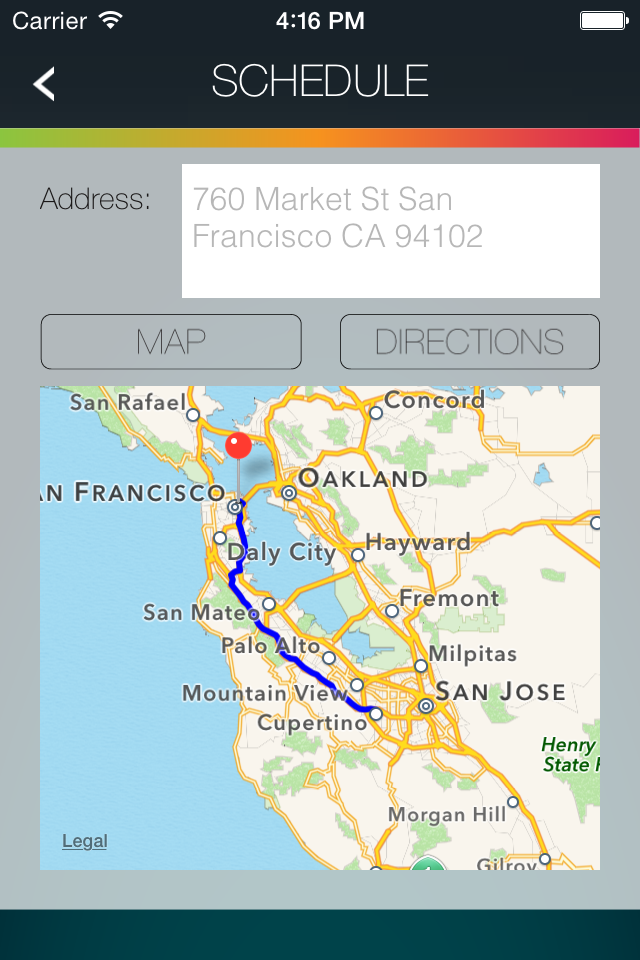 Carrier 4:16 PM
SCHEDULE
Address:
760 Market St San
Francisco CA 94102
MAP
DIRECTIONS
San Rafael
Concord
AN FRANCISCO
OAKLAND
Daly City
Hayward
San Mateo
Fremont
Palo Alto
Milpitas
Mountain View
SAN JOSE
Cupertino
Henry
State
Morgan Hill
Legal
Gilroy